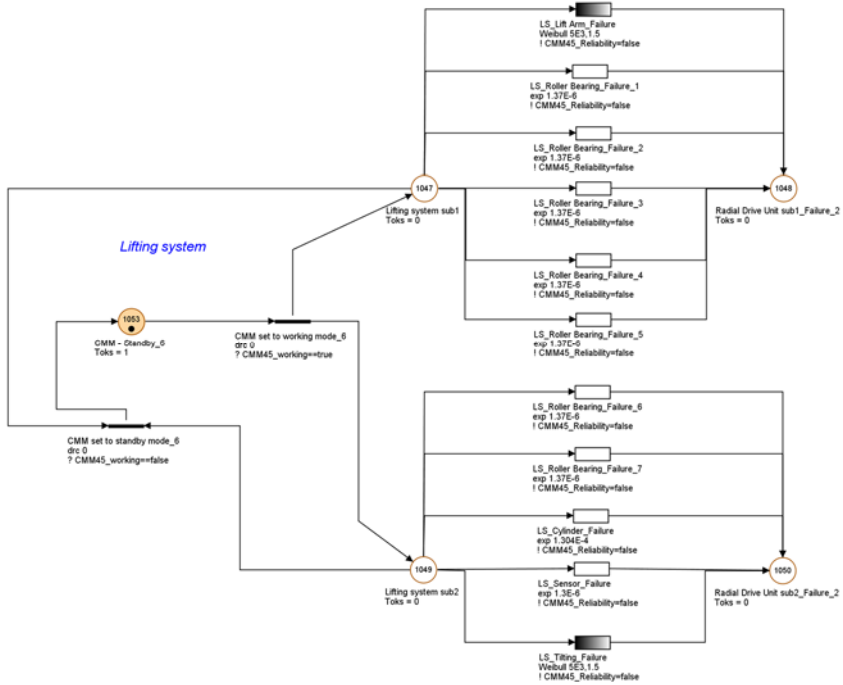 LS_Lift Arm_Failure
Weibull 5E3,1.5
! CMM45_Reliability=false
LS_Roller Bearing_Failure_1
exp 1.37E-6
! CMM45_Reliability=false
LS_Roller Bearing_Failure_2
exp 1.37E-6
! CMM45_Reliability=false
1047
Lifting system sub1
Toks = 0
LS_Roller Bearing_Failure_3
exp 1.37E-6
! CMM45_Reliability=false
1048
Radial Drive Unit sub1_Failure_2
Toks = 0
Lifting system
LS_Roller Bearing_Failure_4
exp 1.37E-6
! CMM45_Reliability=false
1053
CMM - Standby_6
Toks = 1
CMM set to working mode_6
drc 0
? CMM45_working==true
LS_Roller Bearing_Failure_5
exp 1.37E-6
! CMM45_Reliability=false
LS_Roller Bearing_Failure_6
exp 1.37E-6
! CMM45_Reliability=false
CMM set to standby mode_6
drc 0
? CMM45_working==false
LS_Roller Bearing_Failure_7
exp 1.37E-6
! CMM45_Reliability=false
LS_Cylinder_Failure
exp 1.304E-4
! CMM45_Reliability=false
1049
Lifting system sub2
Toks = 0
LS_Sensor_Failure
exp 1.3E-6
! CMM45_Reliability=false
1050
Radial Drive Unit sub2_Failure_2
Toks = 0
LS_Tilting_Failure
Weibull 5E3,1.5
! CMM45_Reliability=false